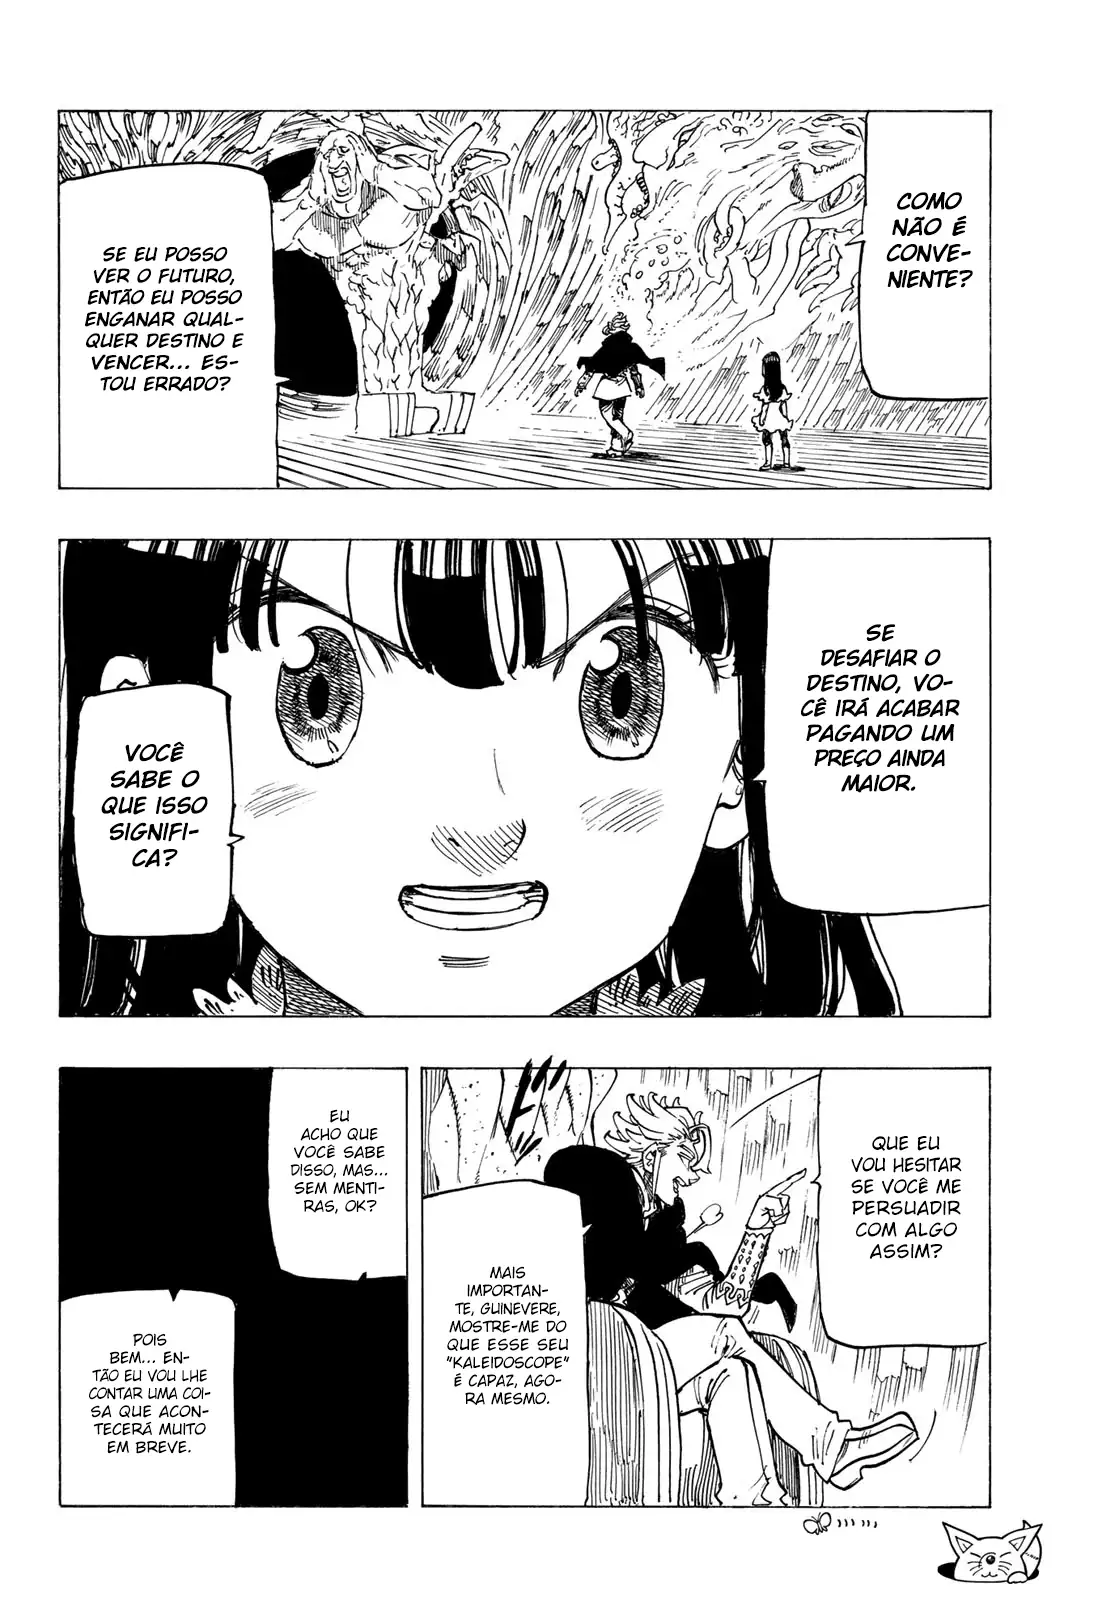 COMO
NÃO É
CONVE-
NIENTE?
SE EU POSSO
VER O FUTURO,
ENTÃO EU POSSO
ENGANAR QUAL-
QUER DESTINO E
VENCER... ES-
TOU ERRADO?
SE
DESAFIAR O
DESTINO, VO-
CÊ IRÁ ACABAR
PAGANDO UM
PREÇO AINDA
MAIOR.
VOCÊ
SABE O
QUE ISSO
SIGNIFI-
CA?
QUE EU
VOU HESITAR
SE VOCÊ ME
PERSUADIR
COM ALGO
ASSIM?
MAIS
IMPORTAN-
TE, GUINEVERE,
MOSTRE-ME DO
QUE ESSE SEU
"KALEIDOSCOPE"
É CAPAZ, AGO-
RA MESMO.
EU
ACHO QUE
VOCÊ SABE
DISSO, MAS...
SEM MENTI-
RAS, OK?
POIS
BEM... EN-
TÃO EU VOU LHE
CONTAR UMA COI-
SA QUE ACON-
TECERÁ MUITO
EM BREVE.